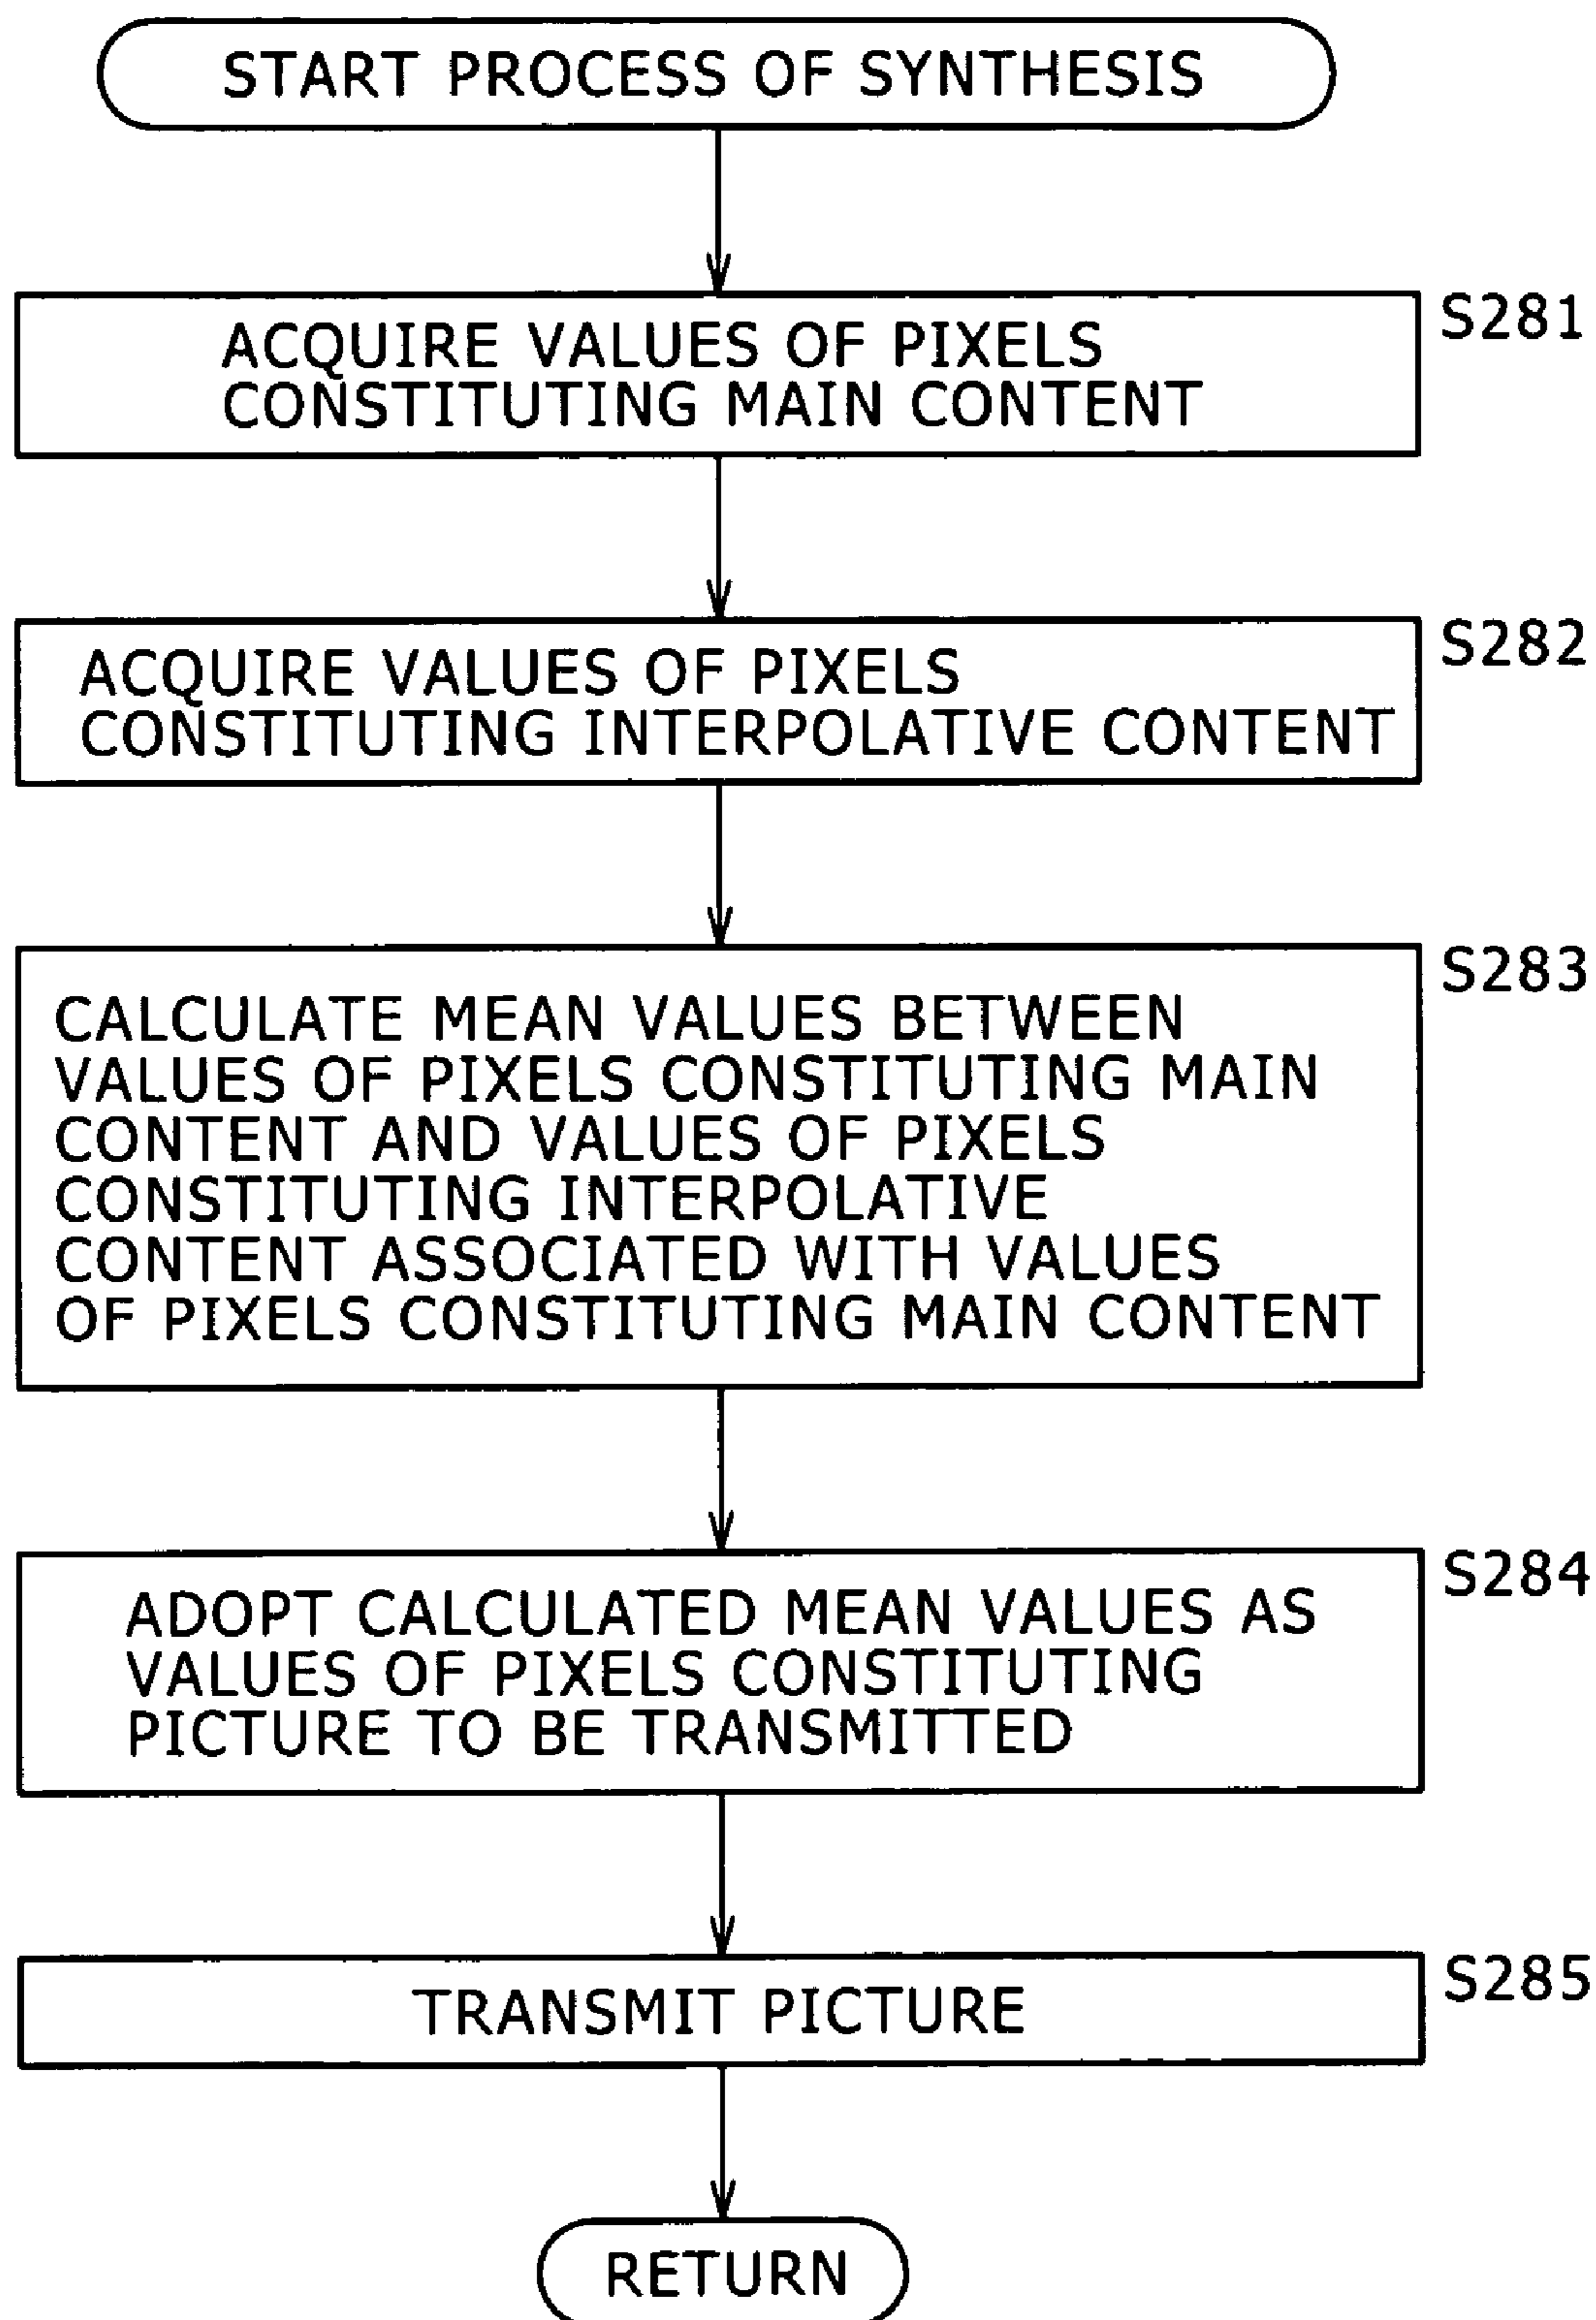 START PROCESS OF SYNTHESIS
S281
ACQUIRE VALUES OF PIXELS
CONSTITUTING MAIN CONTENT
S282
ACQUIRE VALUES OF PIXELS
CONSTITUTING INTERPOLATIVE CONTENT
S283
CALCULATE MEAN VALUES BETWEEN
VALUES OF PIXELS CONSTITUTING MAIN
CONTENT AND VALUES OF PIXELS
CONSTITUTING INTERPOLATIVE
CONTENT ASSOCIATED WITH VALUES
OF PIXELS CONSTITUTING MAIN CONTENT
S284
ADOPT CALCULATED MEAN VALUES AS
VALUES OF PIXELS CONSTITUTING
PICTURE TO BE TRANSMITTED
S285
TRANSMIT PICTURE
RETURN